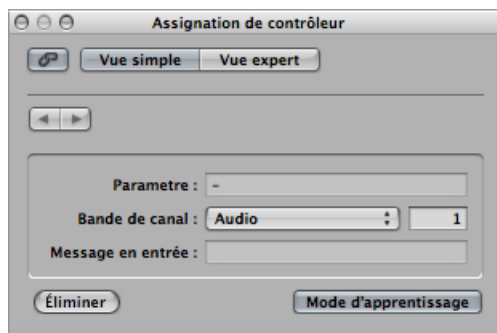 Assignation de contrôleur
Vue simple Vue expert
Parametre : –
Bande de canal : Audio 1
Message en entrée :
Éliminer Mode d'apprentissage